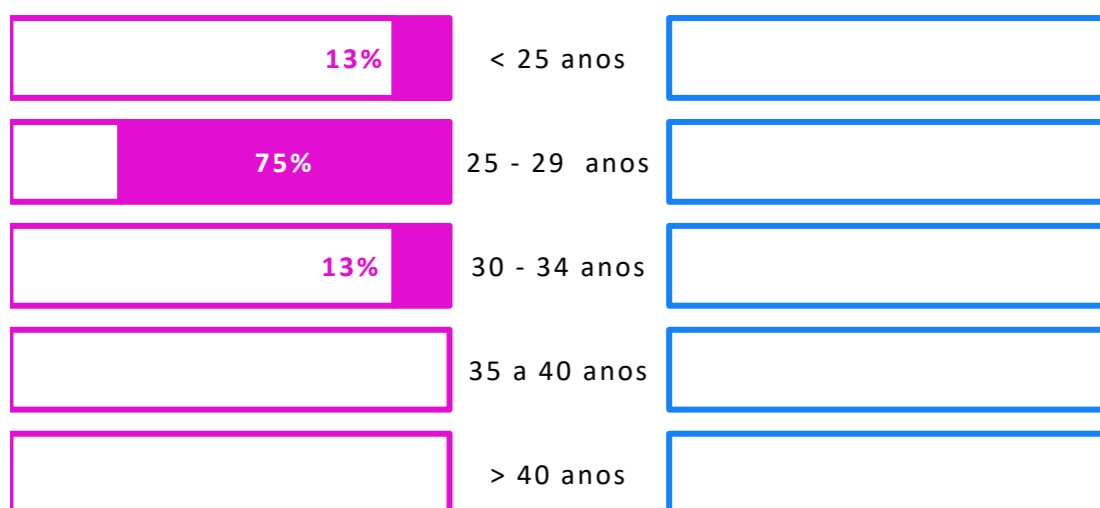 13% < 25 anos
75% 25 - 29 anos
13% 30 - 34 anos
35 a 40 anos
> 40 anos